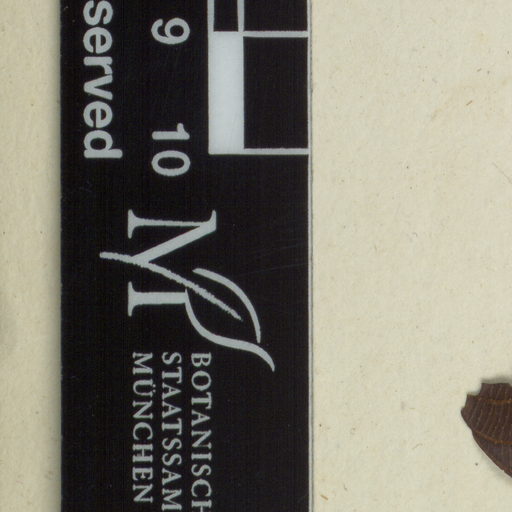 served
9 10
M
BOTANISCH
STAATSSAM
MÜNCHEN